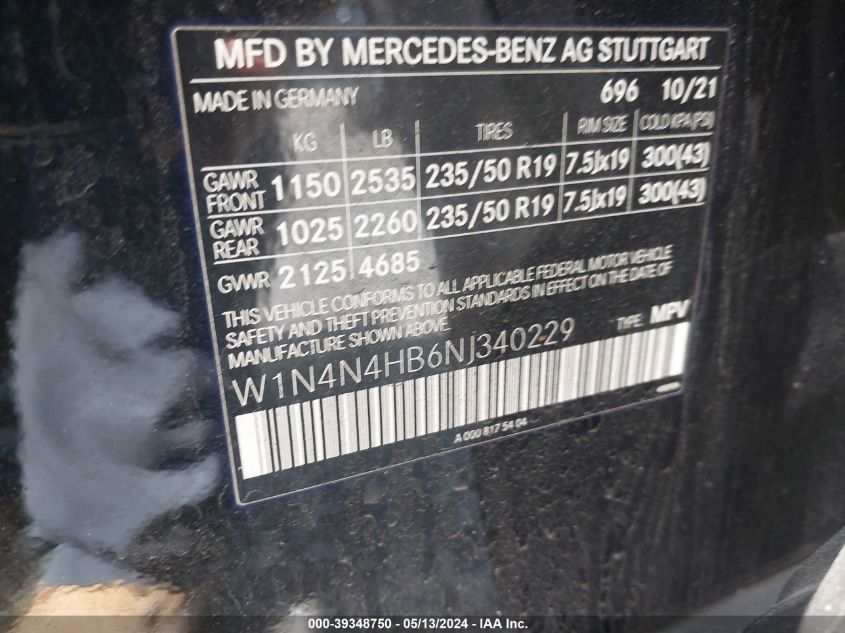 MFD BY MERCEDES-BENZ AG STUTTGART
MADE IN GERMANY 696 10/21
KG LB TIRES RIM SIZE COLD KPA(PSI)
GAWR FRONT 1150 2535 235/50 R19 7.5Jx19 300(43)
GAWR REAR 1025 2260 235/50 R19 7.5Jx19 300(43)
GVWR 2125 4685
THIS VEHICLE CONFORMS TO ALL APPLICABLE FEDERAL MOTOR VEHICLE
SAFETY AND THEFT PREVENTION STANDARDS IN EFFECT ON THE DATE OF
MANUFACTURE SHOWN ABOVE.
W1N4N4HB6NJ340229 TYPE: MPV
A 000 817 54 04
000-39348750 - 05/13/2024 - IAAI.com